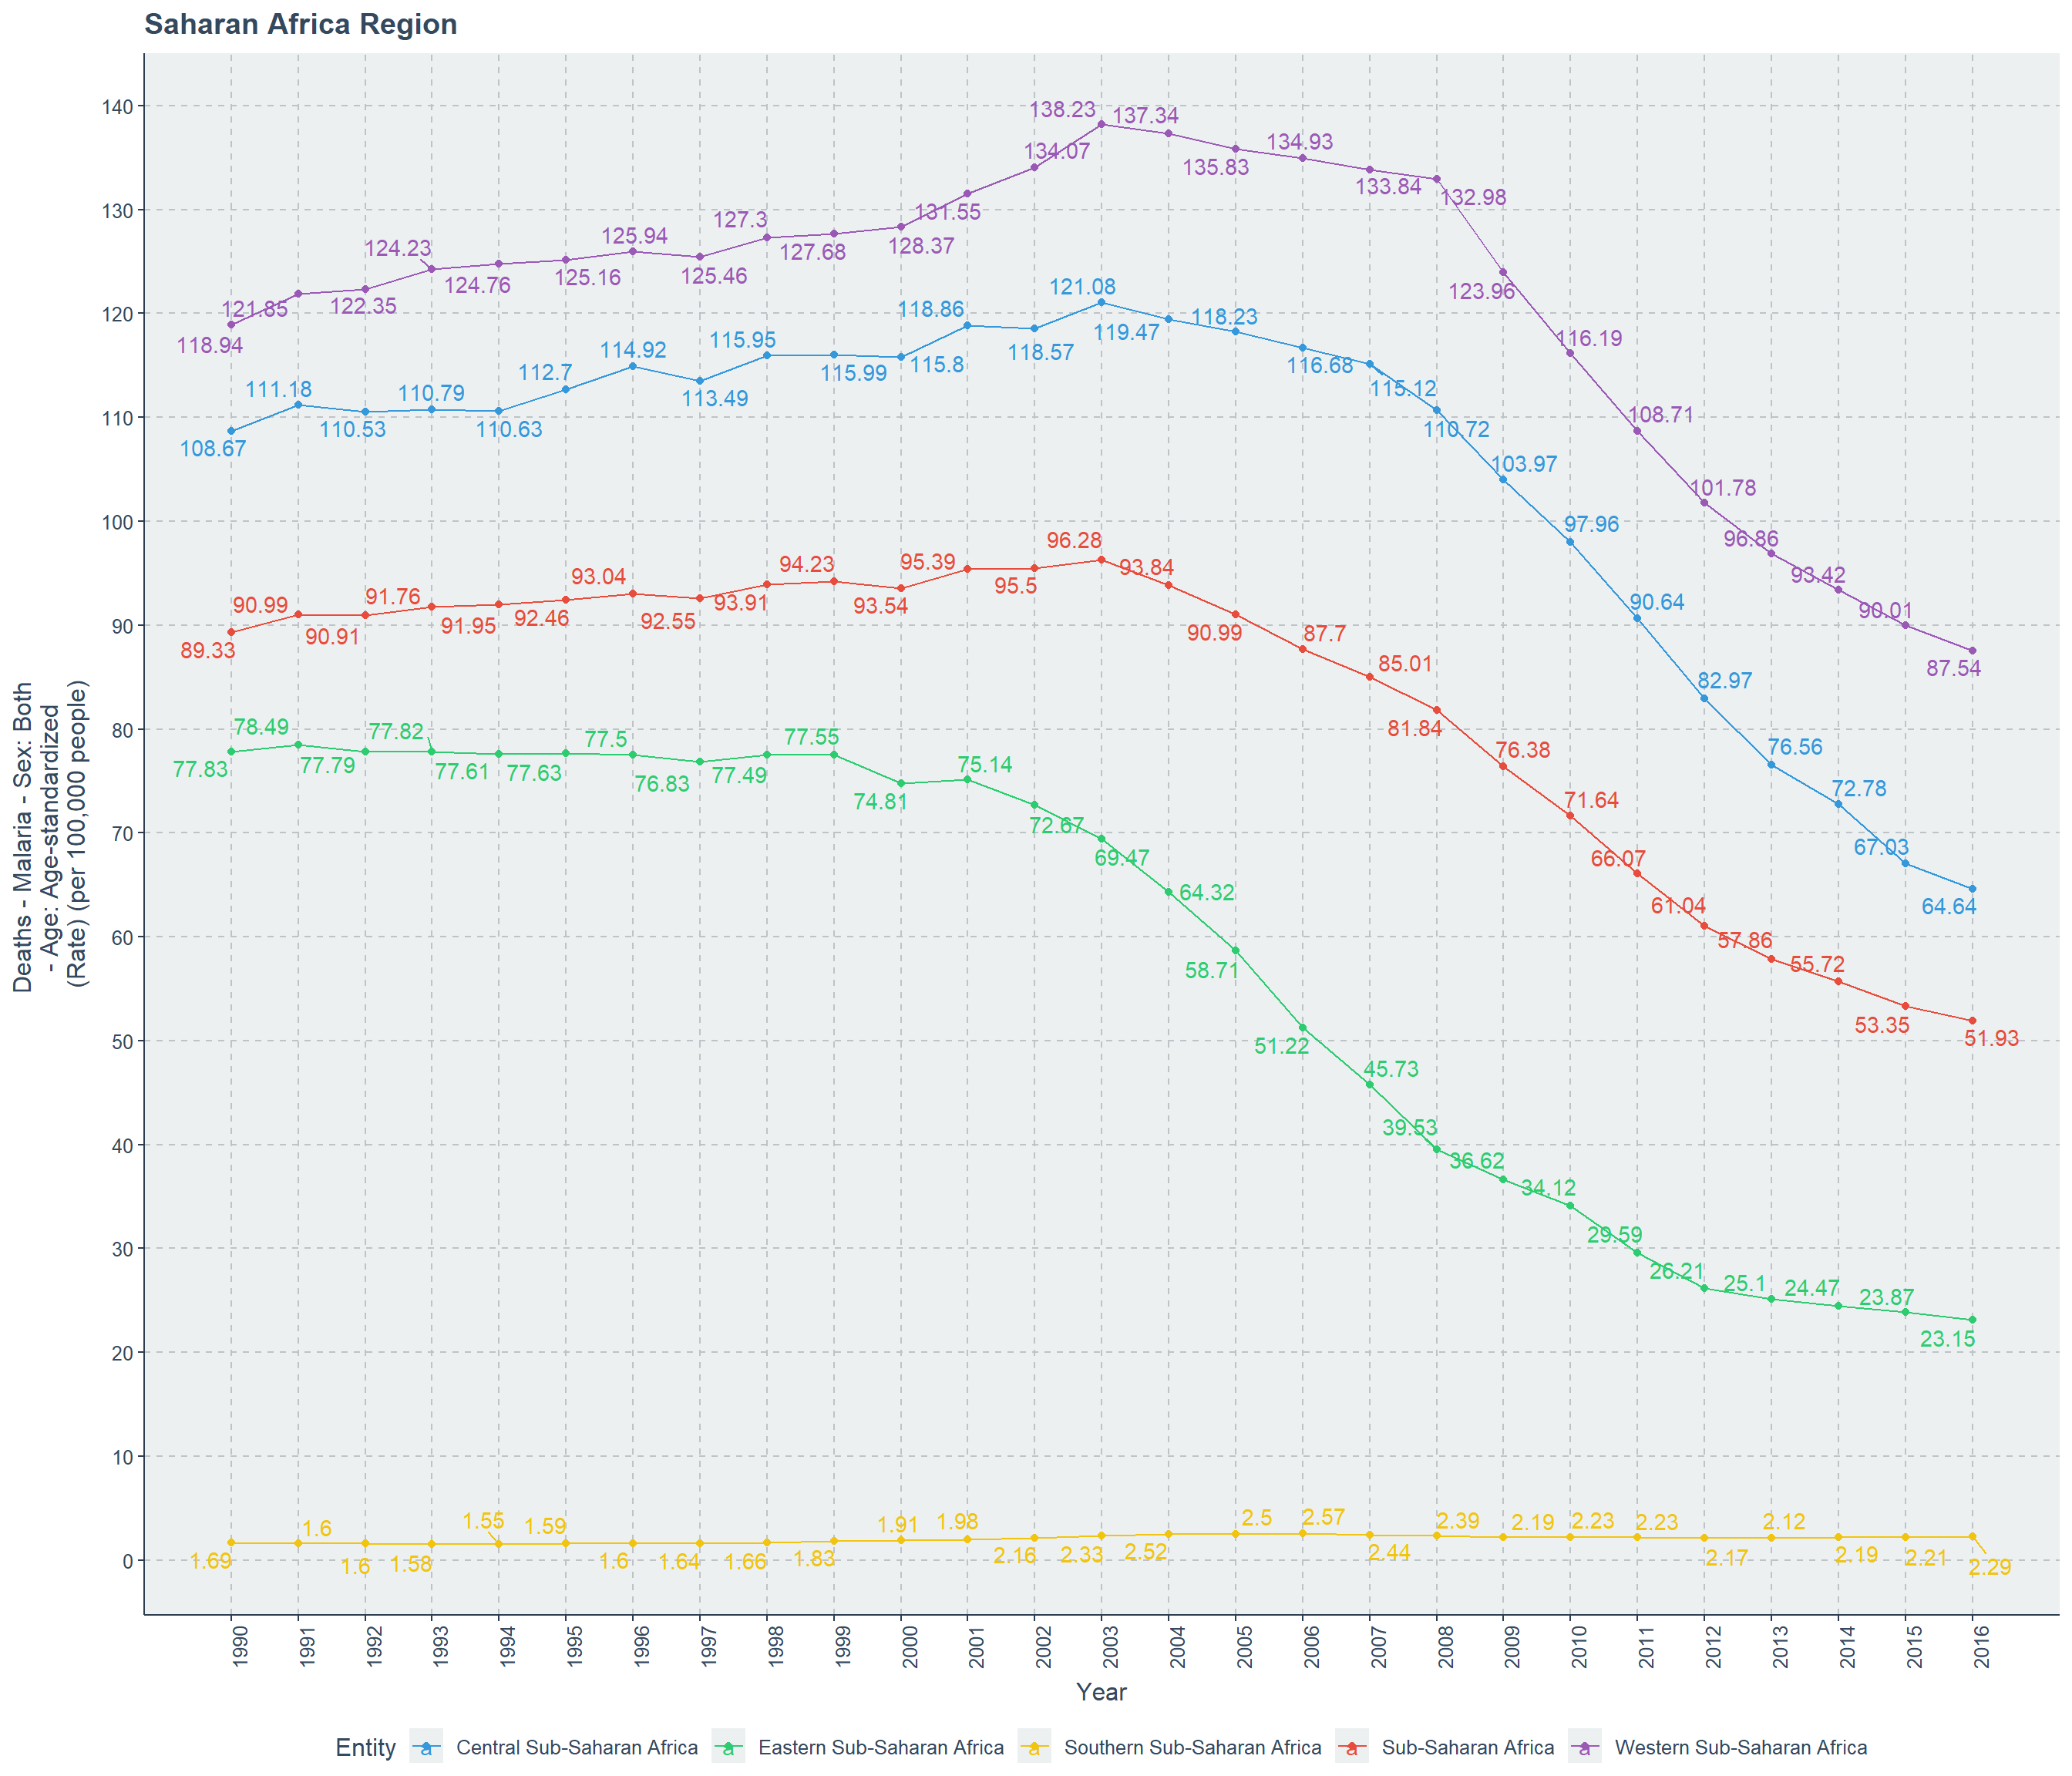 Saharan Africa Region
Deaths - Malaria - Sex: Both
- Age: Age-standardized
(Rate) (per 100,000 people)
140
130
120
110
100
90
80
70
60
50
40
30
20
10
0
118.94 121.85 122.35 124.23 124.76 125.16 125.94 125.46 127.3 127.68 128.37 131.55 134.07 138.23 137.34 135.83 134.93 133.84 132.98 123.96 116.19 108.71 101.78 96.86 93.42 90.01 87.54
108.67 111.18 110.53 110.79 110.63 112.7 114.92 113.49 115.95 115.99 115.8 118.86 118.57 121.08 119.47 118.23 116.68 115.12 110.72 103.97 97.96 90.64 82.97 76.56 72.78 67.03 64.64
89.33 90.99 90.91 91.76 91.95 92.46 93.04 92.55 93.91 94.23 93.54 95.39 95.5 96.28 93.84 90.99 87.7 85.01 81.84 76.38 71.64 66.07 61.04 57.86 55.72 53.35 51.93
77.83 78.49 77.79 77.82 77.61 77.63 77.5 76.83 77.49 77.55 74.81 75.14 72.67 69.47 64.32 58.71 51.22 45.73 39.53 36.62 34.12 29.59 26.21 25.1 24.47 23.87 23.15
1.69 1.6 1.6 1.58 1.55 1.59 1.6 1.64 1.66 1.83 1.91 1.98 2.16 2.33 2.52 2.5 2.57 2.44 2.39 2.19 2.23 2.23 2.17 2.12 2.19 2.21 2.29
1990 1991 1992 1993 1994 1995 1996 1997 1998 1999 2000 2001 2002 2003 2004 2005 2006 2007 2008 2009 2010 2011 2012 2013 2014 2015 2016
Year
Entity a Central Sub-Saharan Africa a Eastern Sub-Saharan Africa a Southern Sub-Saharan Africa a Sub-Saharan Africa a Western Sub-Saharan Africa